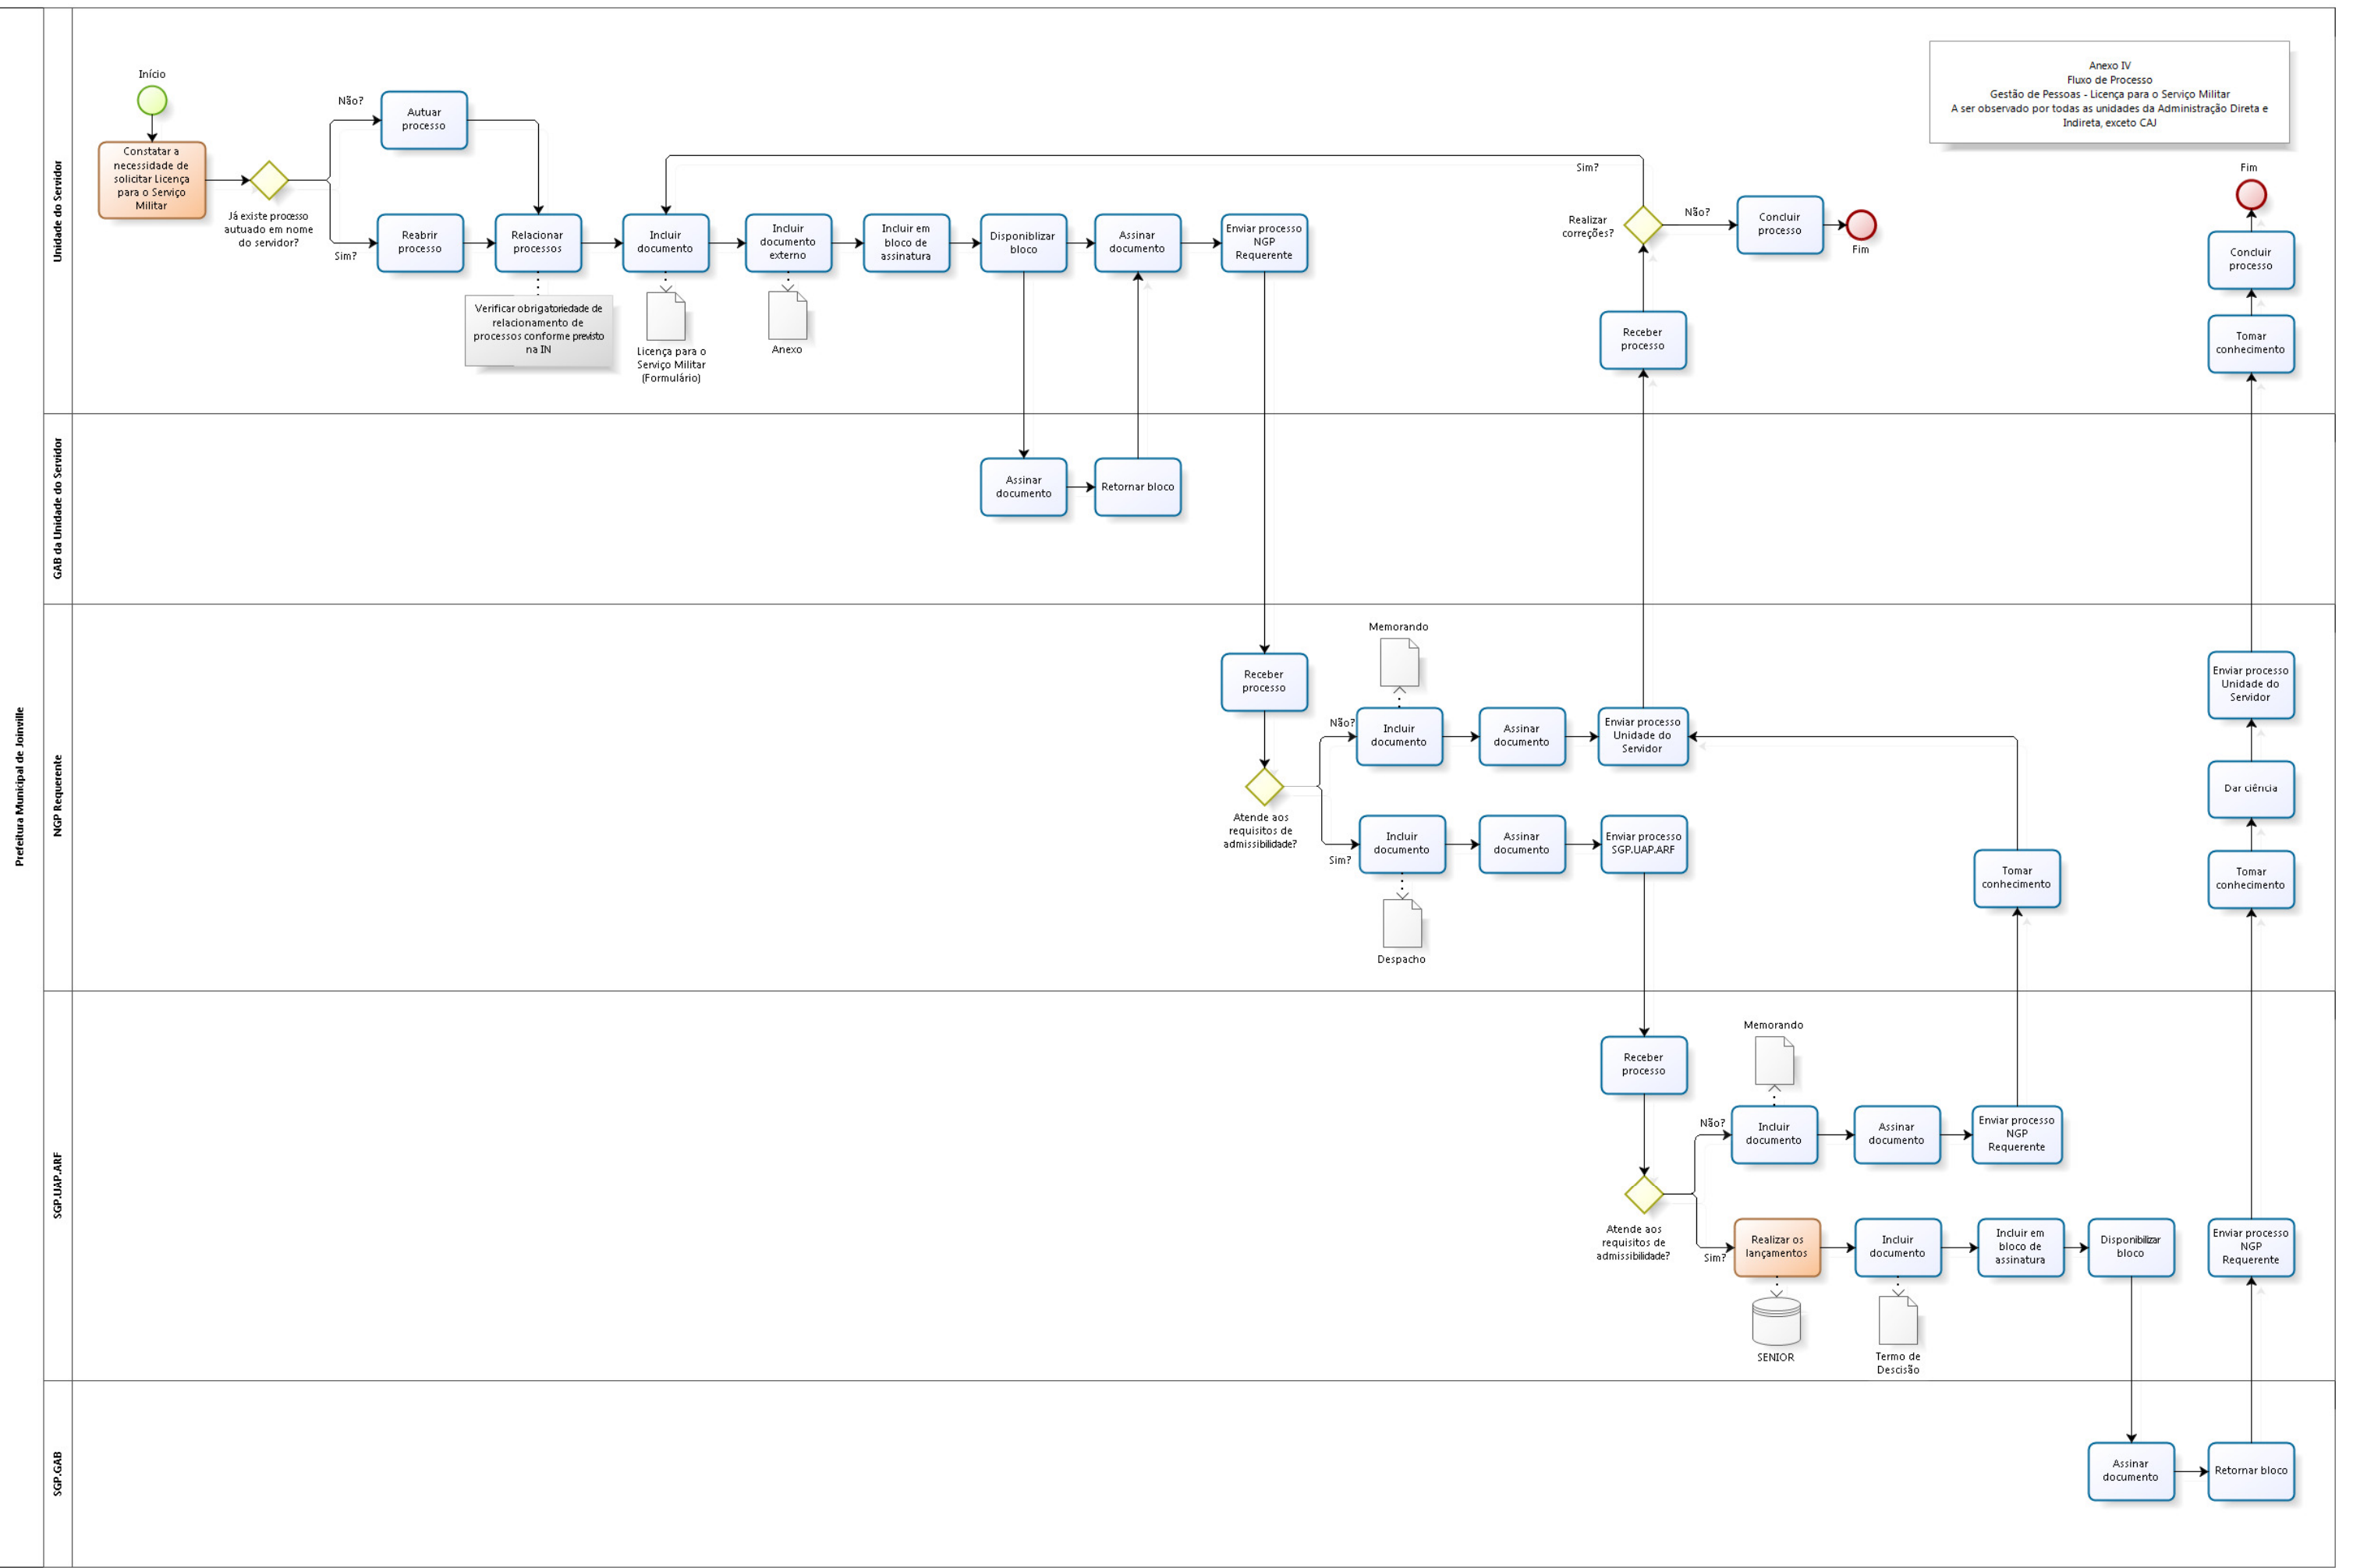 Prefeitura Municipal de Joinville
Unidade do Servidor
Anexo IV
Fluxo de Processo
Gestão de Pessoas - Licença para o Serviço Militar
A ser observado por todas as unidades da Administração Direta e
Indireta, exceto CAJ
Início
Constatar a
necessidade de
solicitar Licença
para o Serviço
Militar
Já existe processo
autuado em nome
do servidor?
Não?
Autuar
processo
Sim?
Reabrir
processo
Relacionar
processos
Verificar obrigatoriedade de
relacionamento de
processos conforme previsto
na IN
Incluir
documento
Licença para o
Serviço Militar
(Formulário)
Incluir
documento
externo
Anexo
Incluir em
bloco de
assinatura
Disponiblizar
bloco
Assinar
documento
Enviar processo
NGP
Requerente
Sim?
Realizar
correções?
Não?
Concluir
processo
Fim
Receber
processo
Fim
Concluir
processo
Tomar
conhecimento
GAB da Unidade do Servidor
Assinar
documento
Retornar bloco
NGP Requerente
Receber
processo
Atende aos
requisitos de
admissibilidade?
Não?
Memorando
Incluir
documento
Assinar
documento
Enviar processo
Unidade do
Servidor
Sim?
Incluir
documento
Despacho
Assinar
documento
Enviar processo
SGP.UAP.ARF
Tomar
conhecimento
Enviar processo
Unidade do
Servidor
Dar ciência
Tomar
conhecimento
SGP.UAP.ARF
Receber
processo
Atende aos
requisitos de
admissibilidade?
Não?
Memorando
Incluir
documento
Assinar
documento
Enviar processo
NGP
Requerente
Sim?
Realizar os
lançamentos
SENIOR
Incluir
documento
Termo de
Descisão
Incluir em
bloco de
assinatura
Disponibilizar
bloco
Enviar processo
NGP
Requerente
SGP.GAB
Assinar
documento
Retornar bloco